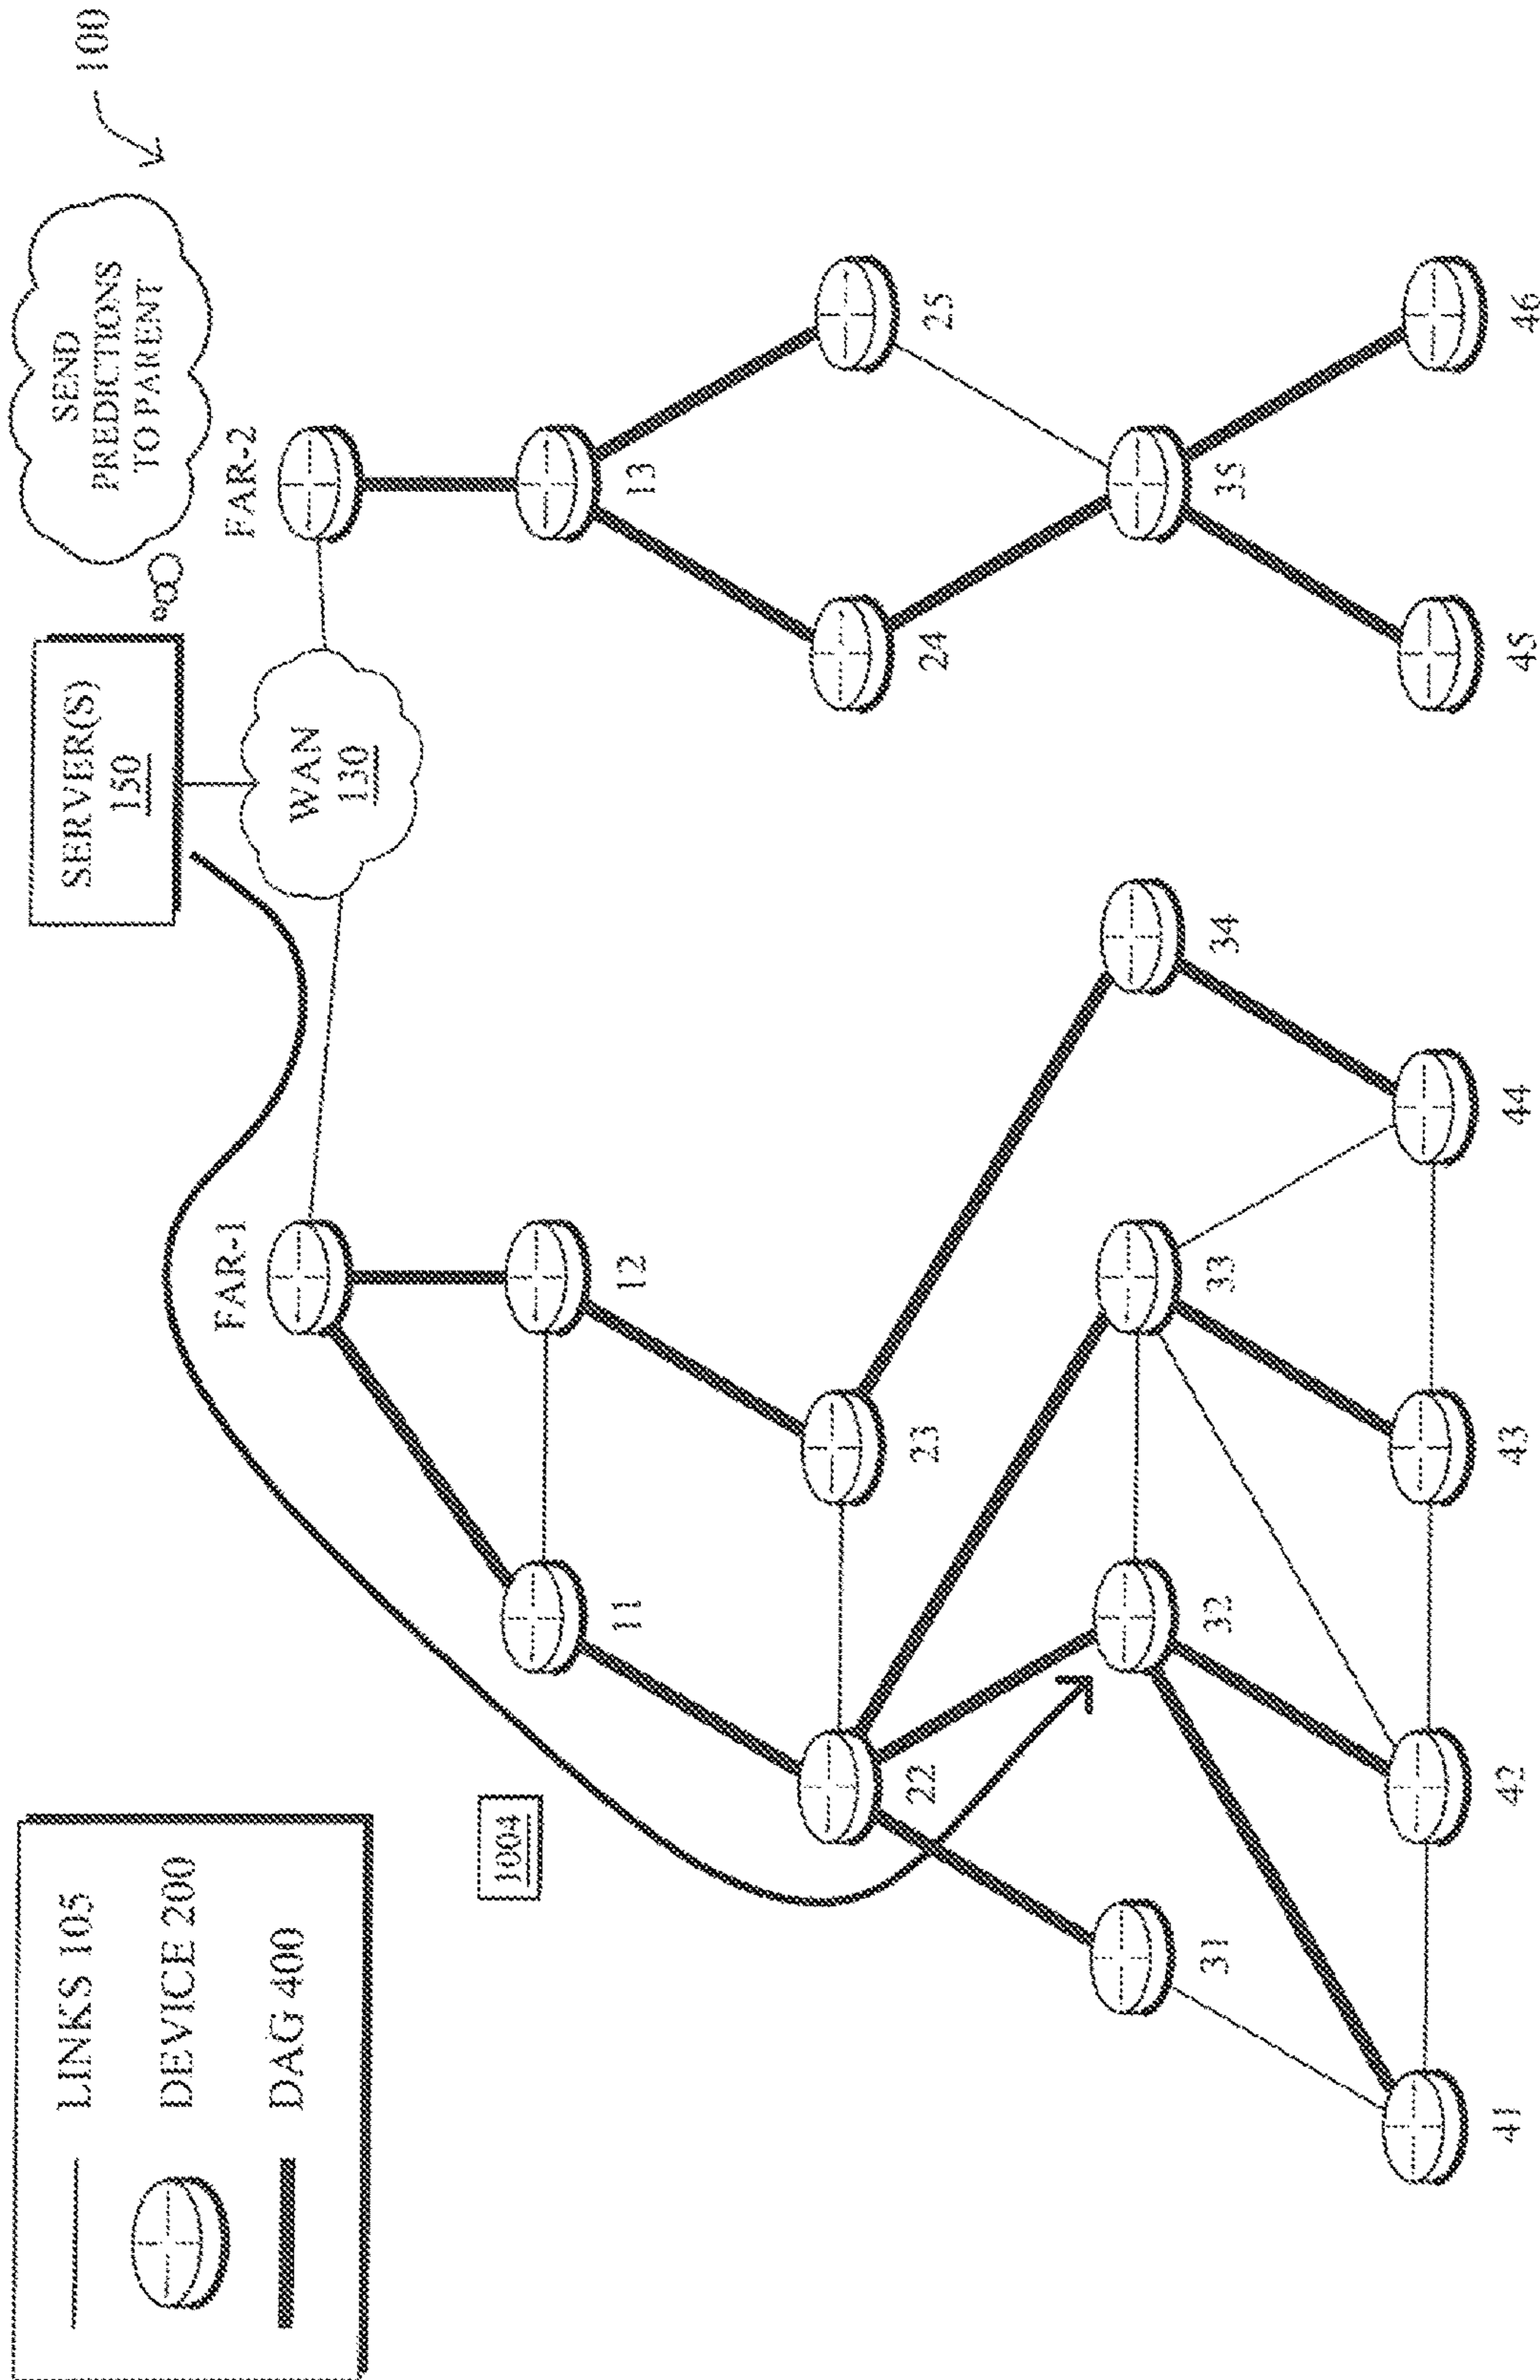 LINKS 105
DEVICE 200
DAG 400
SERVER(S)
150
SEND
PREDICTIONS
TO PARENT
100
WAN
130
FAR-1
FAR-2
1004
11
12
13
22
23
24
25
31
32
33
34
35
41
42
43
44
45
46